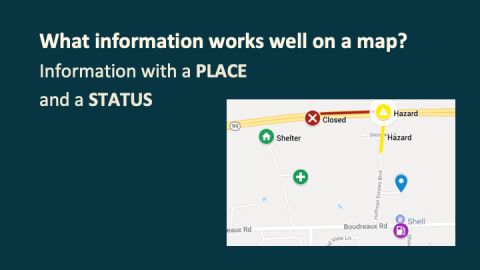 What information works well on a map?
Information with a PLACE
and a STATUS
Closed
Hazard
99
Shelter
Hazard
Hoffman Estates Blvd
Shell
eaux Rd
Boudreaux Rd
d View Ln